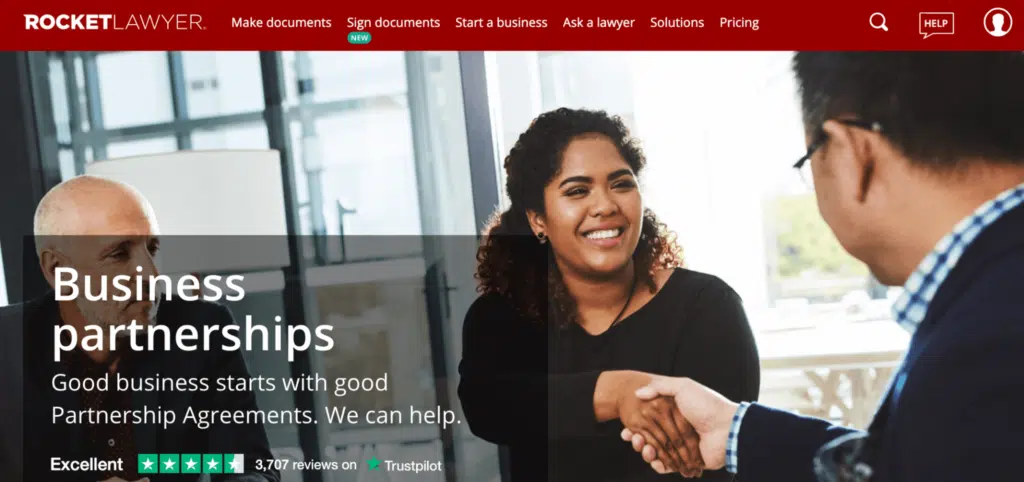 ROCKETLAWYER
Make documents
Sign documents
NEW
Start a business
Ask a lawyer
Solutions
Pricing
HELP
Business
partnerships
Good business starts with good
Partnership Agreements. We can help.
Excellent
3,707 reviews on
Trustpilot